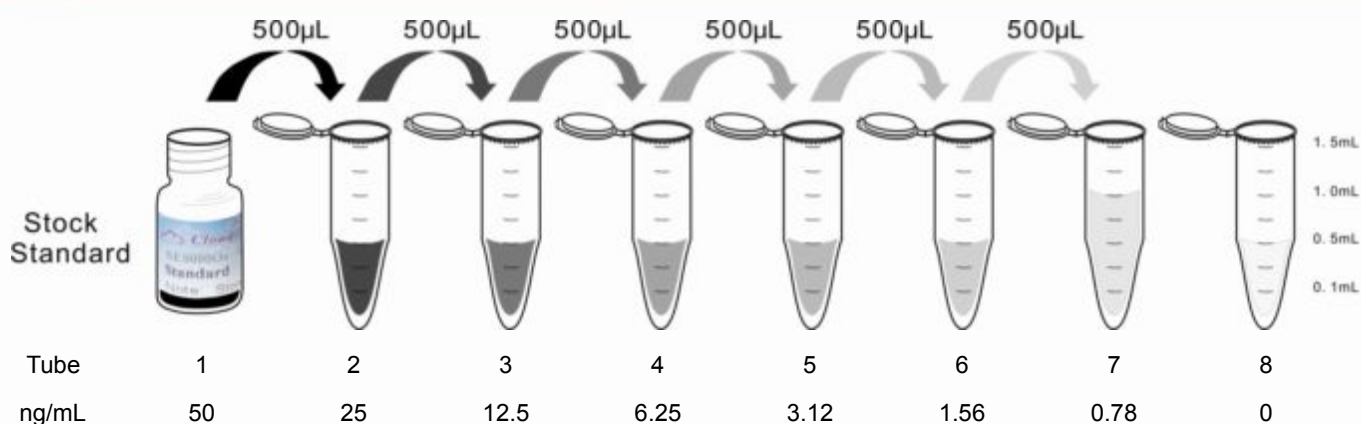 500µL 500µL 500µL 500µL 500µL 500µL
Stock
Standard
Standard
1.5mL
1.0mL
0.5mL
0.1mL
Tube 1 2 3 4 5 6 7 8
ng/mL 50 25 12.5 6.25 3.12 1.56 0.78 0